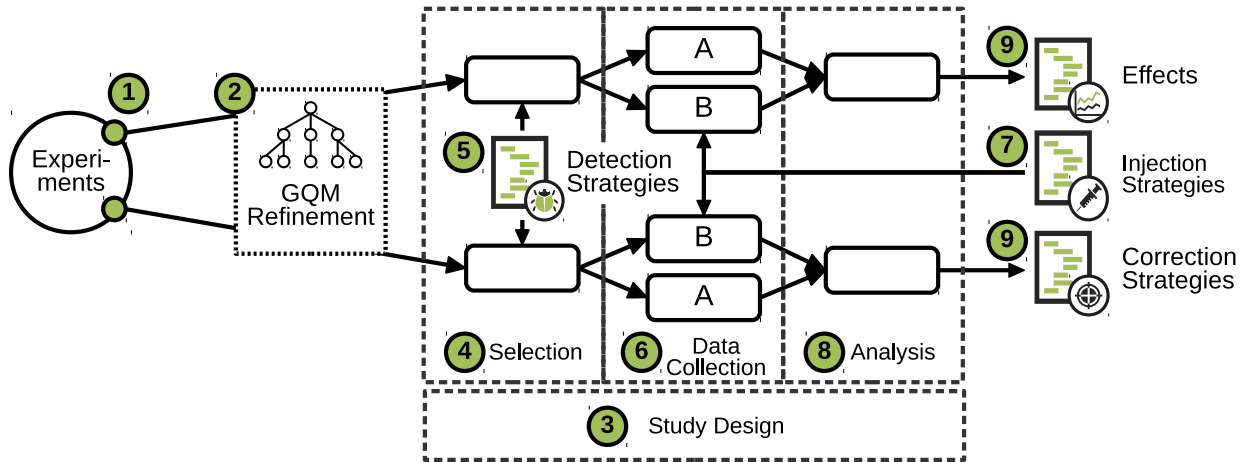 1
2
Experi-
ments
GQM
Refinement
5
Detection
Strategies
A
B
B
A
9
Effects
7
Injection
Strategies
9
Correction
Strategies
4 Selection
6 Data
Collection
8 Analysis
3 Study Design